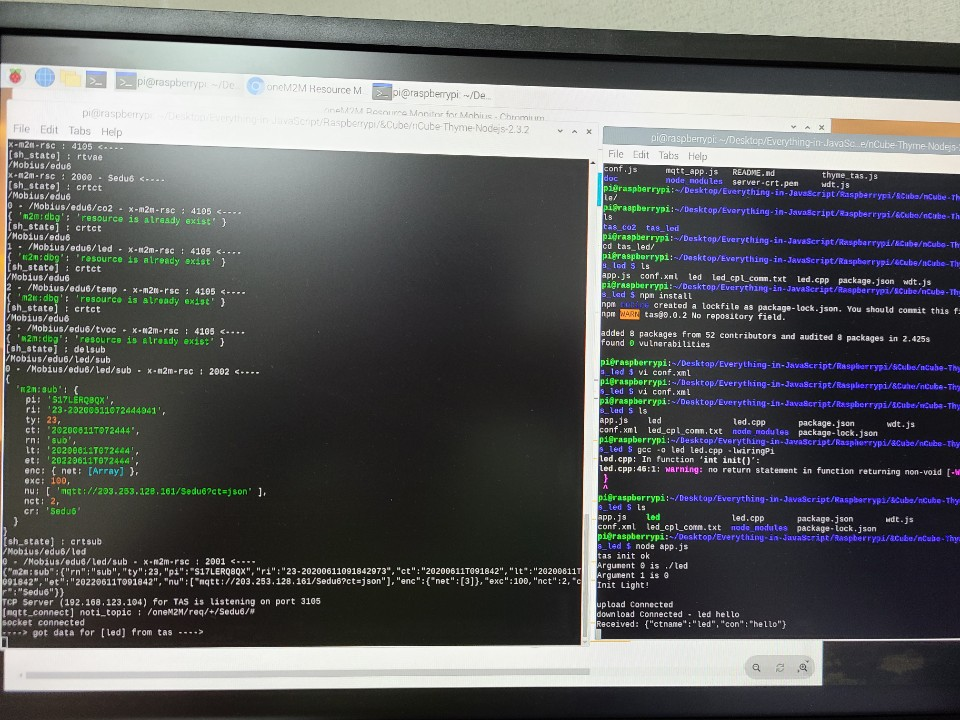 pi@raspberrypi: ~/De...
oneM2M Resource M
pi@raspberrypi: ~/De...
oneM2M Resource Monitor for Mobius - Chromium
pi@raspberrypi: ~/Desktop/Everything-in-JavaScript/Raspberrypi/&Cube/nCube-Thyme-Nodejs-2.3.2
File Edit Tabs Help
x-m2m-rsc : 4105 <----
[sh_state] : rtvae
/Mobius/edu6
x-m2m-rsc : 2000 - Sedu6 <----
[sh_state] : crtct
/Mobius/edu6
0 - /Mobius/edu6/co2 - x-m2m-rsc : 4105 <----
{ 'm2m:dbg': 'resource is already exist' }
[sh_state] : crtct
/Mobius/edu6
1 - /Mobius/edu6/led - x-m2m-rsc : 4105 <----
{ 'm2m:dbg': 'resource is already exist' }
[sh_state] : crtct
/Mobius/edu6
2 - /Mobius/edu6/temp - x-m2m-rsc : 4105 <----
{ 'm2m:dbg': 'resource is already exist' }
[sh_state] : crtct
/Mobius/edu6
3 - /Mobius/edu6/tvoc - x-m2m-rsc : 4105 <----
{ 'm2m:dbg': 'resource is already exist' }
[sh_state] : delsub
/Mobius/edu6/led/sub
0 - /Mobius/edu6/led/sub - x-m2m-rsc : 2002 <----
{
'm2m:sub': {
pi: 'S17LERQ8QX',
ri: '23-20200611072444041',
ty: 23,
ct: '20200611T072444',
rn: 'sub',
lt: '20200611T072444',
et: '20220611T072444',
enc: { net: [Array] },
exc: 100,
nu: [ 'mqtt://203.253.128.161/Sedu6?ct=json' ],
nct: 2,
cr: 'Sedu6'
}
}
[sh_state] : crtsub
/Mobius/edu6/led
0 - /Mobius/edu6/led/sub - x-m2m-rsc : 2001 <----
{"m2m:sub":{"rn":"sub","ty":23,"pi":"S17LERQ8QX","ri":"23-20200611091842973","ct":"20200611T091842","lt":"20200611T
091842","et":"20220611T091842","nu":["mqtt://203.253.128.161/Sedu6?ct=json"],"enc":{"net":[3]},"exc":100,"nct":2,"c
r":"Sedu6"}}
TCP Server (192.168.123.104) for TAS is listening on port 3105
[mqtt_connect] noti_topic : /oneM2M/req/+/Sedu6/#
socket connected
----> got data for [led] from tas ---->
pi@raspberrypi: ~/Desktop/Everything-in-JavaSc...e/nCube-Thyme-Nodejs-
File Edit Tabs Help
conf.js mqtt_app.js README.md thyme_tas.js
doc node_modules server-crt.pem wdt.js
pi@raspberrypi:~/Desktop/Everything-in-JavaScript/Raspberrypi/&Cube/nCube-Th
le/
pi@raspberrypi:~/Desktop/Everything-in-JavaScript/Raspberrypi/&Cube/nCube-Th
ls
tas_co2 tas_led
pi@raspberrypi:~/Desktop/Everything-in-JavaScript/Raspberrypi/&Cube/nCube-Th
cd tas_led/
pi@raspberrypi:~/Desktop/Everything-in-JavaScript/Raspberrypi/&Cube/nCube-Thy
s_led $ ls
app.js conf.xml led led_cpl_comm.txt led.cpp package.json wdt.js
pi@raspberrypi:~/Desktop/Everything-in-JavaScript/Raspberrypi/&Cube/nCube-Thy
s_led $ npm install
npm notice created a lockfile as package-lock.json. You should commit this fi
npm WARN tas@0.0.2 No repository field.
added 8 packages from 52 contributors and audited 8 packages in 2.425s
found 0 vulnerabilities
pi@raspberrypi:~/Desktop/Everything-in-JavaScript/Raspberrypi/&Cube/nCube-Thy
s_led $ vi conf.xml
pi@raspberrypi:~/Desktop/Everything-in-JavaScript/Raspberrypi/&Cube/nCube-Thy
s_led $ vi conf.xml
pi@raspberrypi:~/Desktop/Everything-in-JavaScript/Raspberrypi/&Cube/nCube-Thy
s_led $ ls
app.js led led.cpp package.json wdt.js
conf.xml led_cpl_comm.txt node_modules package-lock.json
pi@raspberrypi:~/Desktop/Everything-in-JavaScript/Raspberrypi/&Cube/nCube-Thy
s_led $ gcc -o led led.cpp -lwiringPi
led.cpp: In function 'int init()':
led.cpp:46:1: warning: no return statement in function returning non-void [-W
}
^
pi@raspberrypi:~/Desktop/Everything-in-JavaScript/Raspberrypi/&Cube/nCube-Thy
s_led $ ls
app.js led led.cpp package.json wdt.js
conf.xml led_cpl_comm.txt node_modules package-lock.json
pi@raspberrypi:~/Desktop/Everything-in-JavaScript/Raspberrypi/&Cube/nCube-Thy
s_led $ node app.js
tas init ok
Argument 0 is ./led
Argument 1 is 0
Init Light!
upload Connected
download Connected - led hello
Received: {"ctname":"led","con":"hello"}